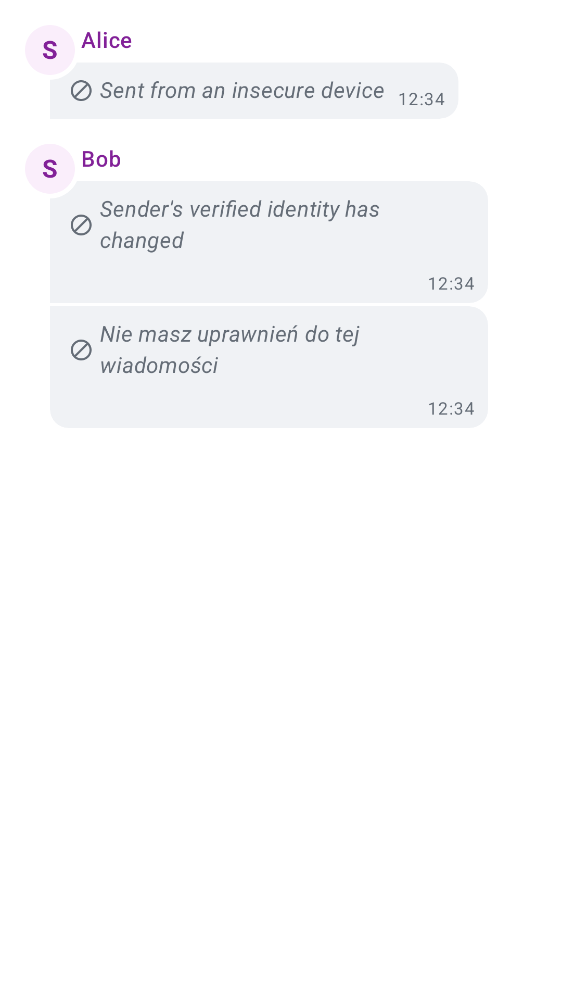 S
Alice
Sent from an insecure device
12:34
S
Bob
Sender's verified identity has
changed
12:34
Nie masz uprawnień do tej
wiadomości
12:34